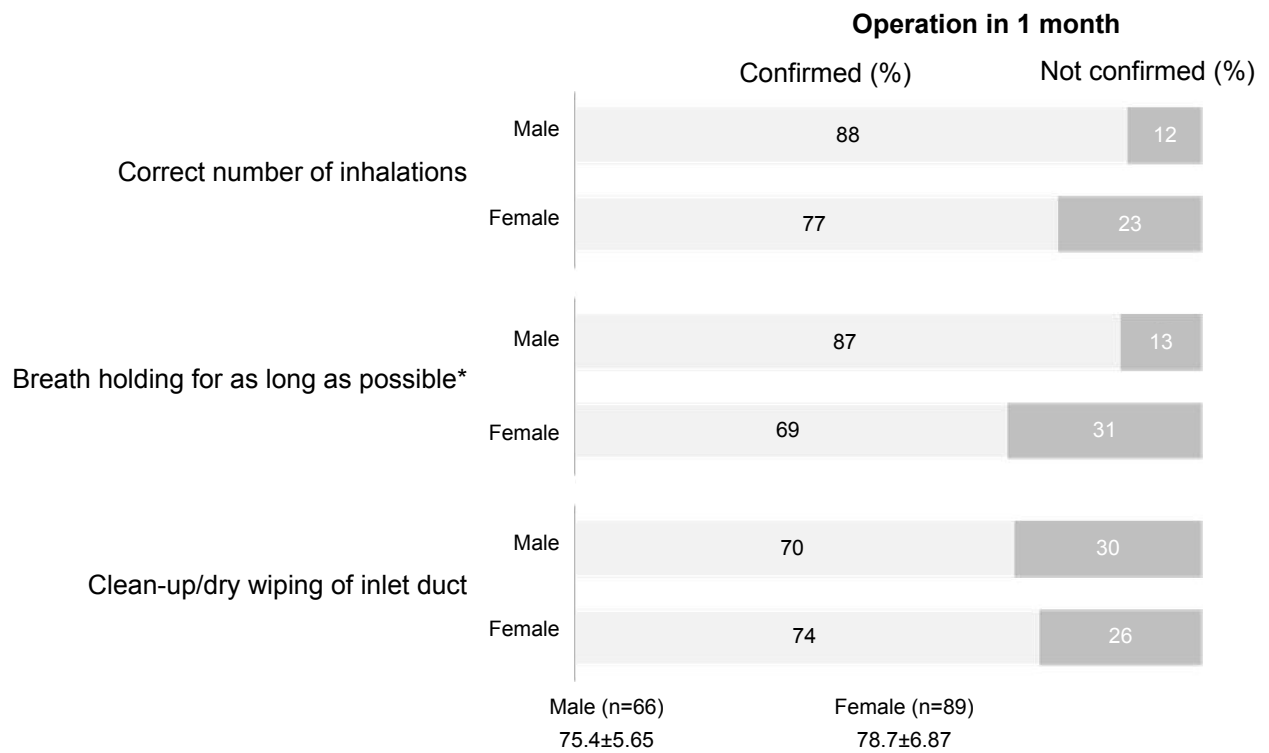 Operation in 1 month
Confirmed (%) Not confirmed (%)
Male 88 12
Correct number of inhalations
Female 77 23
Male 87 13
Breath holding for as long as possible*
Female 69 31
Male 70 30
Clean-up/dry wiping of inlet duct
Female 74 26
Male (n=66) Female (n=89)
75.4±5.65 78.7±6.87